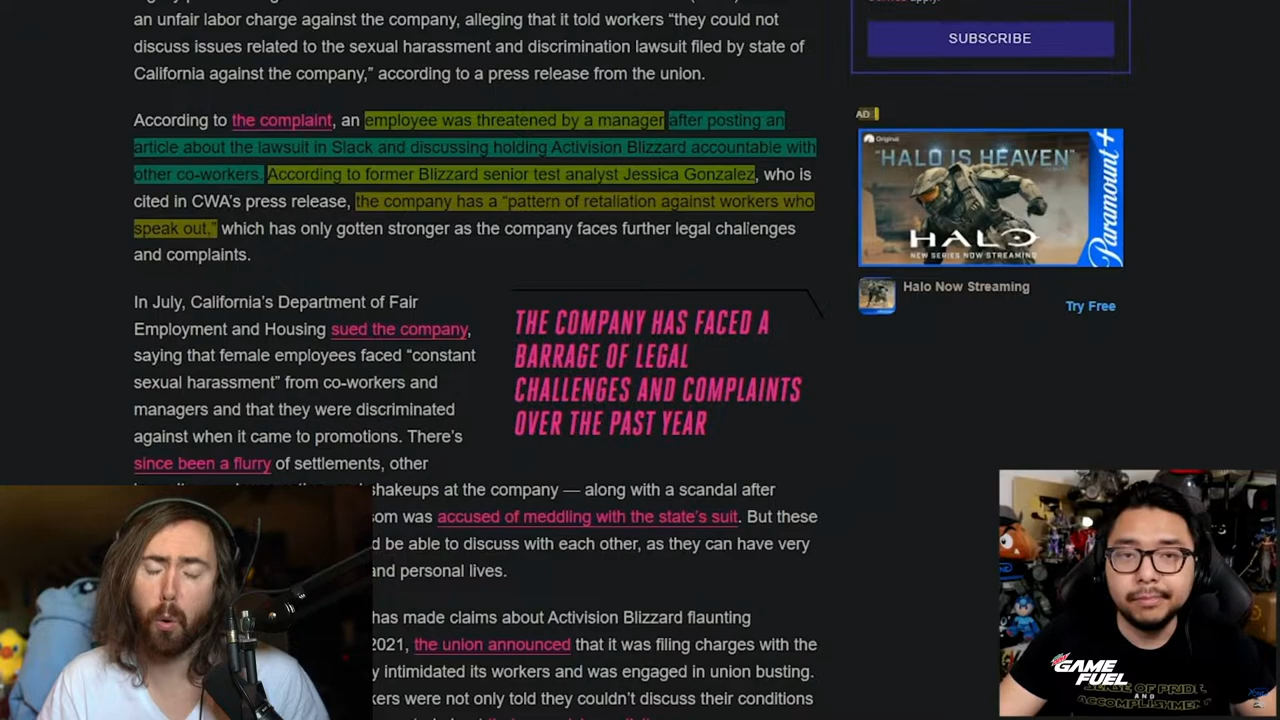 an unfair labor charge against the company, alleging that it told workers “they could not
discuss issues related to the sexual harassment and discrimination lawsuit filed by state of
California against the company,” according to a press release from the union.
According to the complaint, an employee was threatened by a manager after posting an
article about the lawsuit in Slack and discussing holding Activision Blizzard accountable with
other co-workers. According to former Blizzard senior test analyst Jessica Gonzalez, who is
cited in CWA’s press release, the company has a “pattern of retaliation against workers who
speak out,” which has only gotten stronger as the company faces further legal challenges
and complaints.
In July, California’s Department of Fair
Employment and Housing sued the company,
saying that female employees faced “constant
sexual harassment” from co-workers and
managers and that they were discriminated
against when it came to promotions. There’s
since been a flurry of settlements, other
THE COMPANY HAS FACED A
BARRAGE OF LEGAL
CHALLENGES AND COMPLAINTS
OVER THE PAST YEAR
shakeups at the company — along with a scandal after
om was accused of meddling with the state’s suit. But these
d be able to discuss with each other, as they can have very
and personal lives.
has made claims about Activision Blizzard flaunting
2021, the union announced that it was filing charges with the
y intimidated its workers and was engaged in union busting.
kers were not only told they couldn’t discuss their conditions
apply.
SUBSCRIBE
AD
Original
"HALO IS HEAVEN"
HALO
NEW SERIES NOW STREAMING
Paramount+
Halo Now Streaming
Try Free
GAME
FUEL
SENSE OF PRIDE
AND
ACCOMPLISHMENT